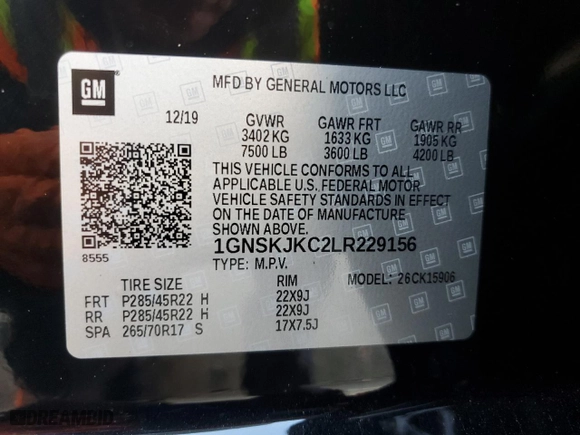 GM
MFD BY GENERAL MOTORS LLC
12/19 GVWR GAWR FRT GAWR RR
3402 KG 1633 KG 1905 KG
7500 LB 3600 LB 4200 LB
THIS VEHICLE CONFORMS TO ALL
APPLICABLE U.S. FEDERAL MOTOR
VEHICLE SAFETY STANDARDS IN EFFECT
ON THE DATE OF MANUFACTURE
SHOWN ABOVE.
8555
1GNSKJKC2LR229156
TYPE: M.P.V. MODEL: 26CK15906
TIRE SIZE RIM
FRT P285/45R22 H 22X9J
RR P285/45R22 H 22X9J
SPA 265/70R17 S 17X7.5J
DREAMBID